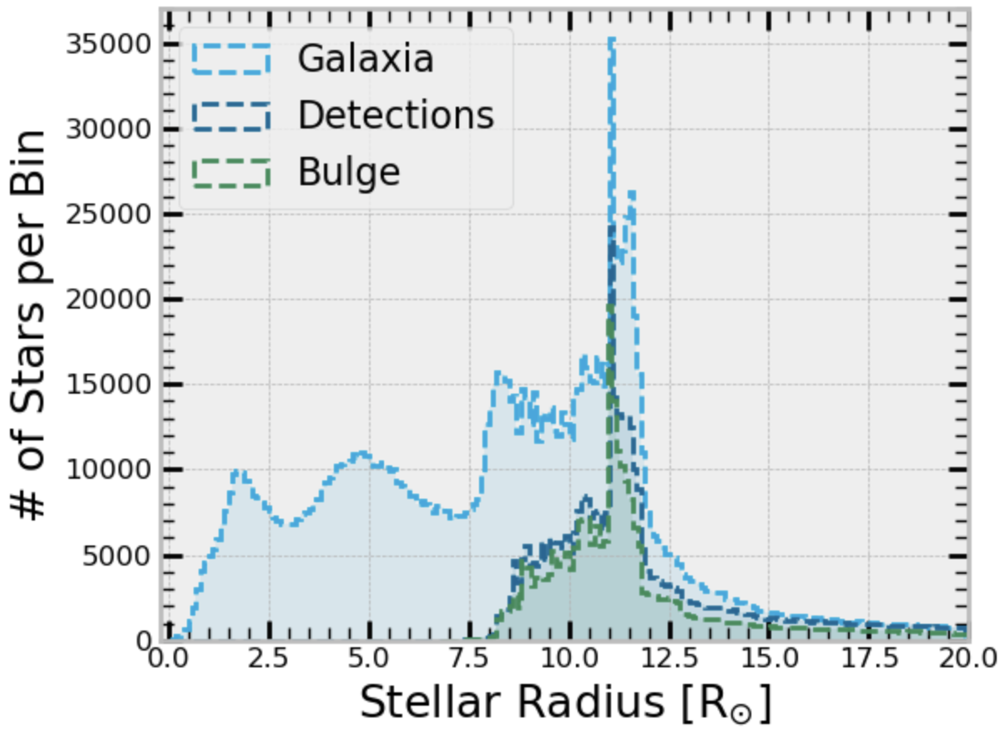 35000
30000
25000
20000
15000
10000
5000
0
# of Stars per Bin
Galaxia
Detections
Bulge
0.0 2.5 5.0 7.5 10.0 12.5 15.0 17.5 20.0
Stellar Radius [R☉]